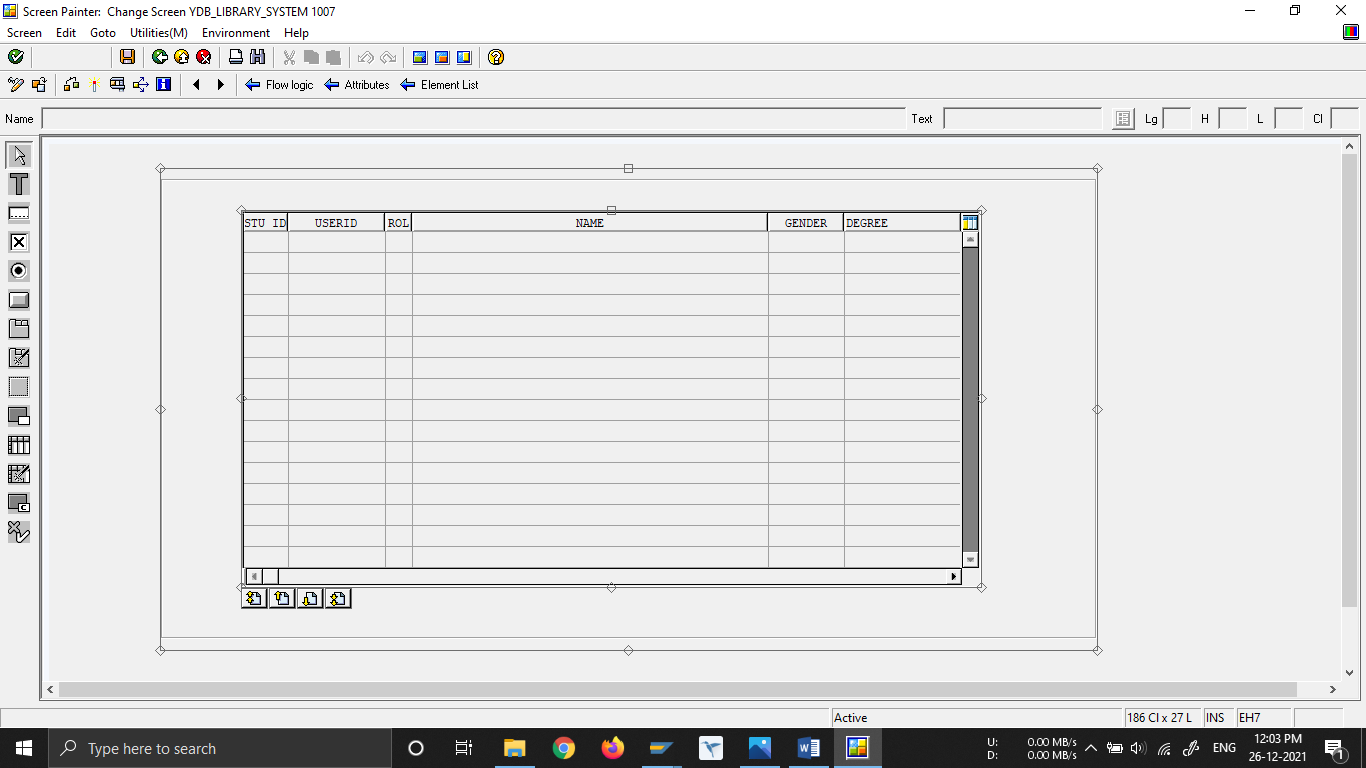 Screen Painter: Change Screen YDB_LIBRARY_SYSTEM 1007
Screen Edit Goto Utilities(M) Environment Help
Flow logic Attributes Element List
Name Text Lg H L Cl
STU ID USERID ROL NAME GENDER DEGREE
C
Active 186 Cl x 27 L INS EH7
Type here to search
U: 0.00 MB/s
D: 0.00 MB/s
ENG
12:03 PM
26-12-2021
1